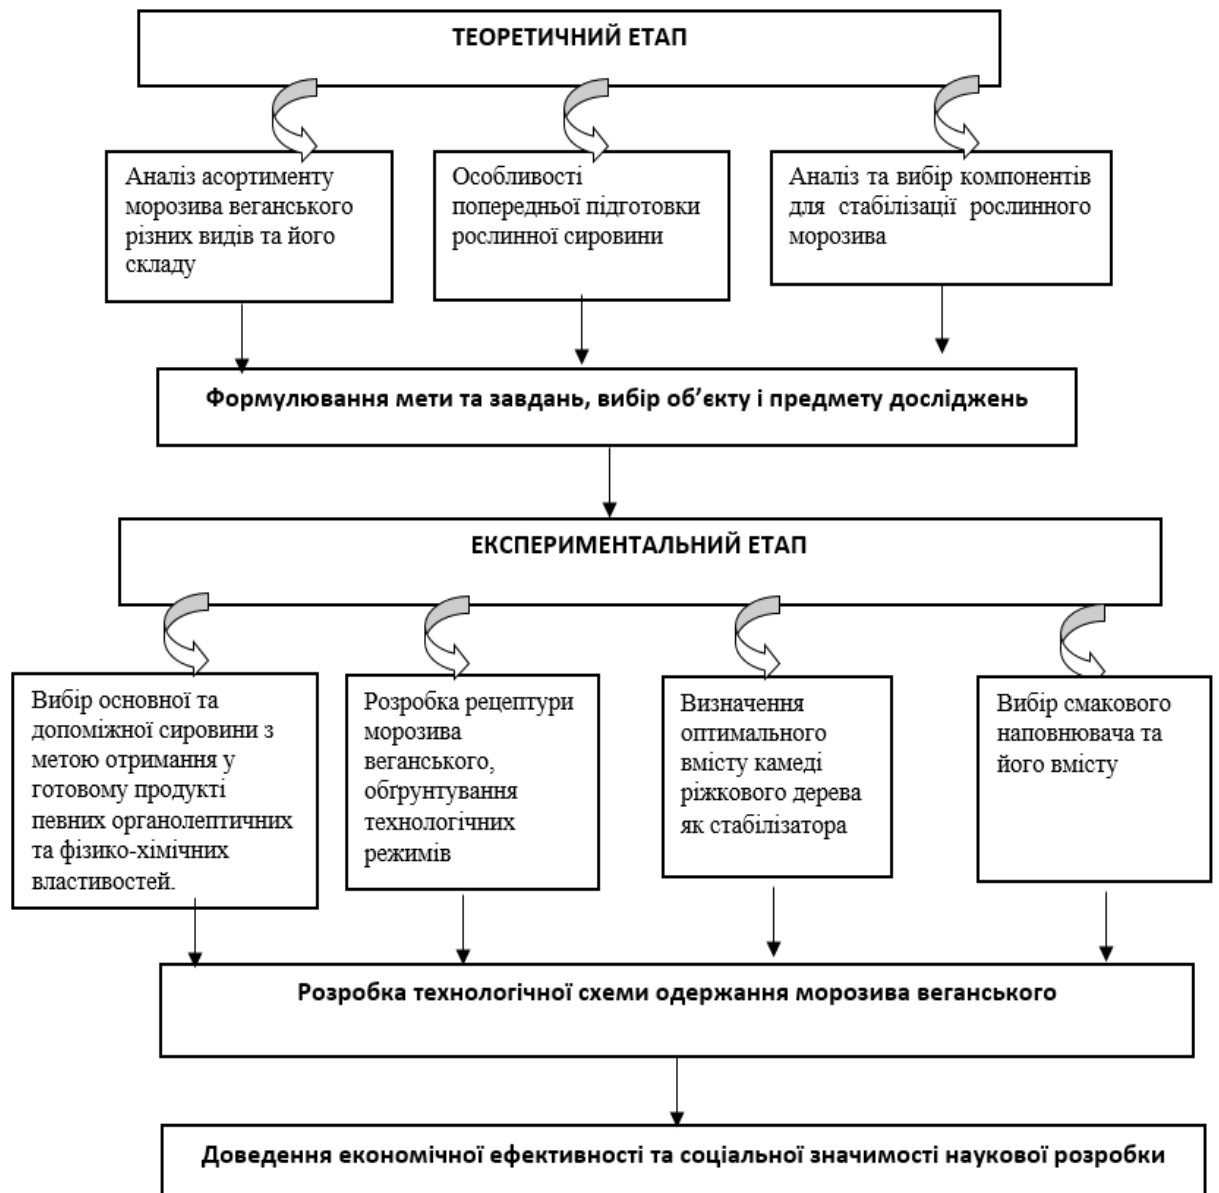 ТЕОРЕТИЧНИЙ ЕТАП
Аналіз асортименту
морозива веганського
різних видів та його
складу
Особливості
попередньої підготовки
рослинної сировини
Аналіз та вибір компонентів
для стабілізації рослинного
морозива
Формулювання мети та завдань, вибір об’єкту і предмету досліджень
ЕКСПЕРИМЕНТАЛЬНИЙ ЕТАП
Вибір основної та
допоміжної сировини з
метою отримання у
готовому продукті
певних органолептичних
та фізико-хімічних
властивостей.
Розробка рецептури
морозива
веганського,
обґрунтування
технологічних
режимів
Визначення
оптимального
вмісту камеді
ріжкового дерева
як стабілізатора
Вибір смакового
наповнювача та
його вмісту
Розробка технологічної схеми одержання морозива веганського
Доведення економічної ефективності та соціальної значимості наукової розробки